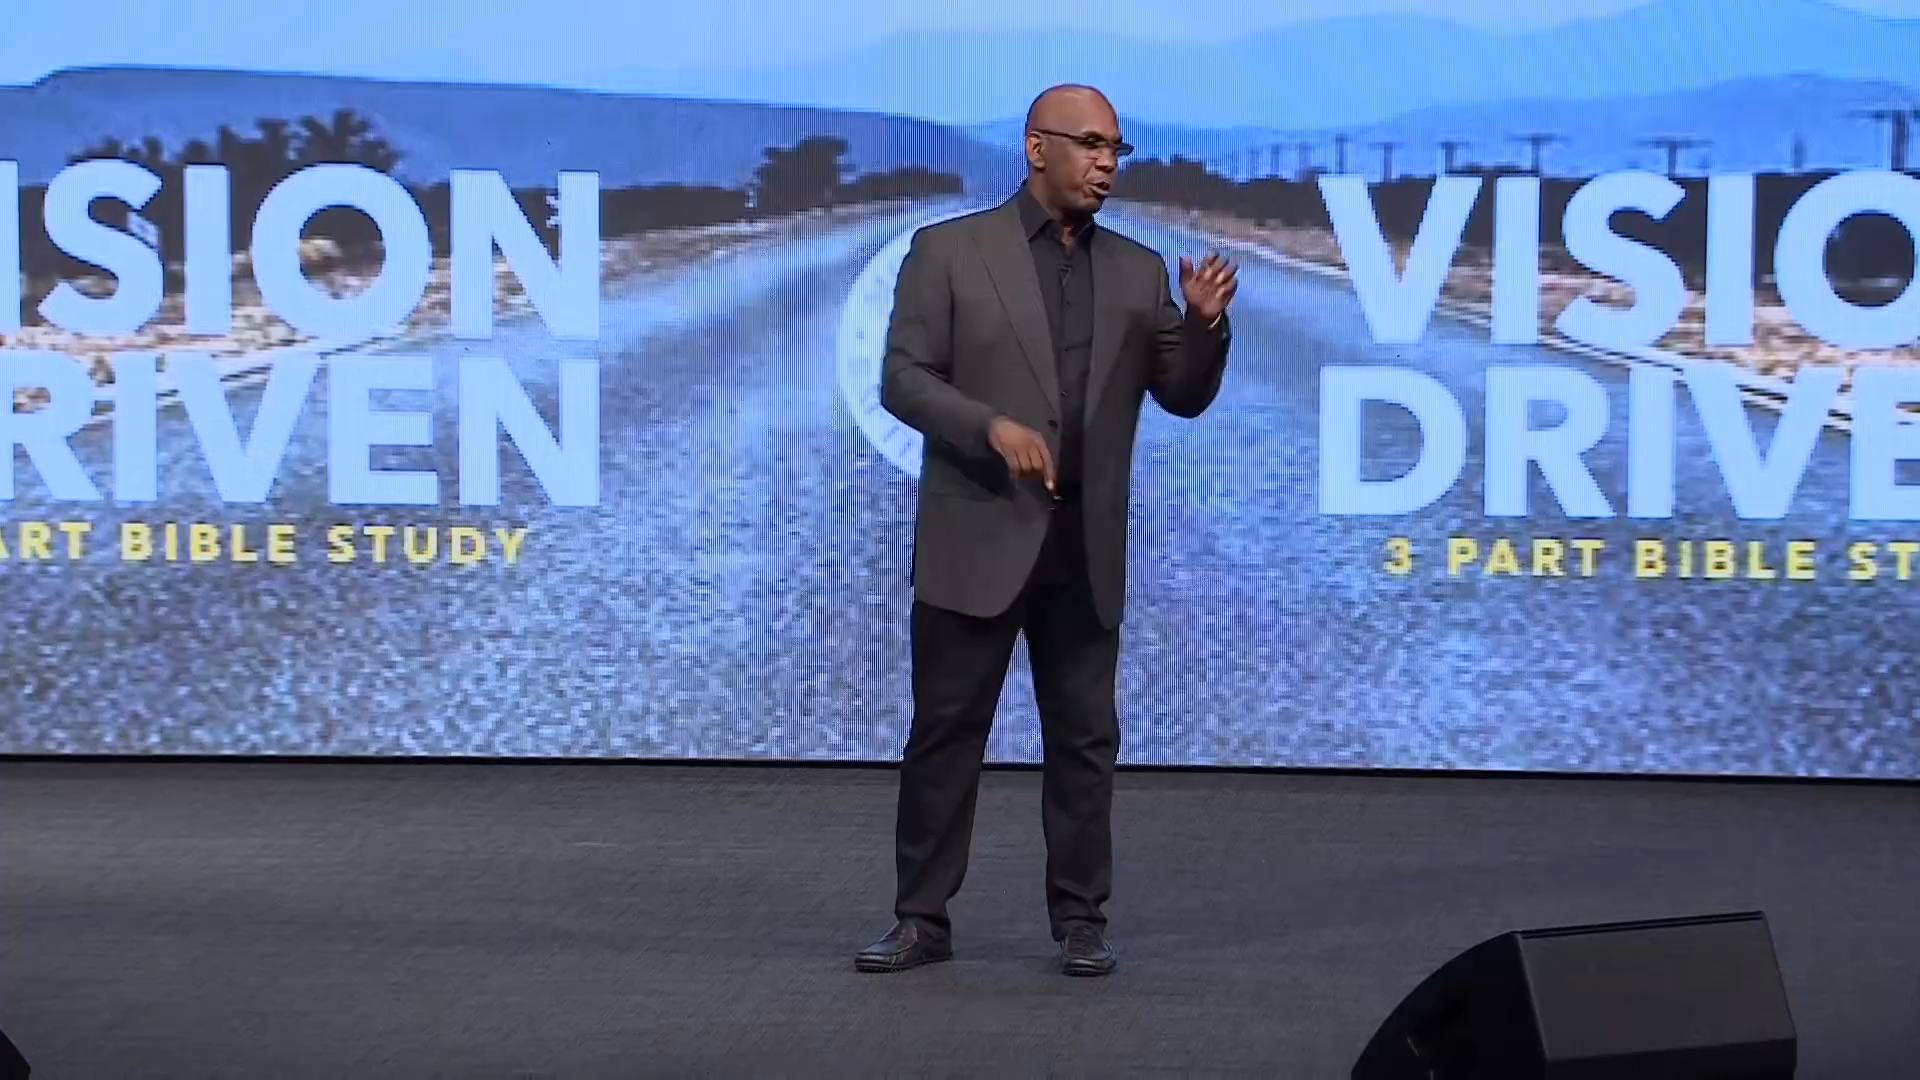 ISION
RIVEN
ART BIBLE STUDY
VISIO
DRIVE
3 PART BIBLE ST